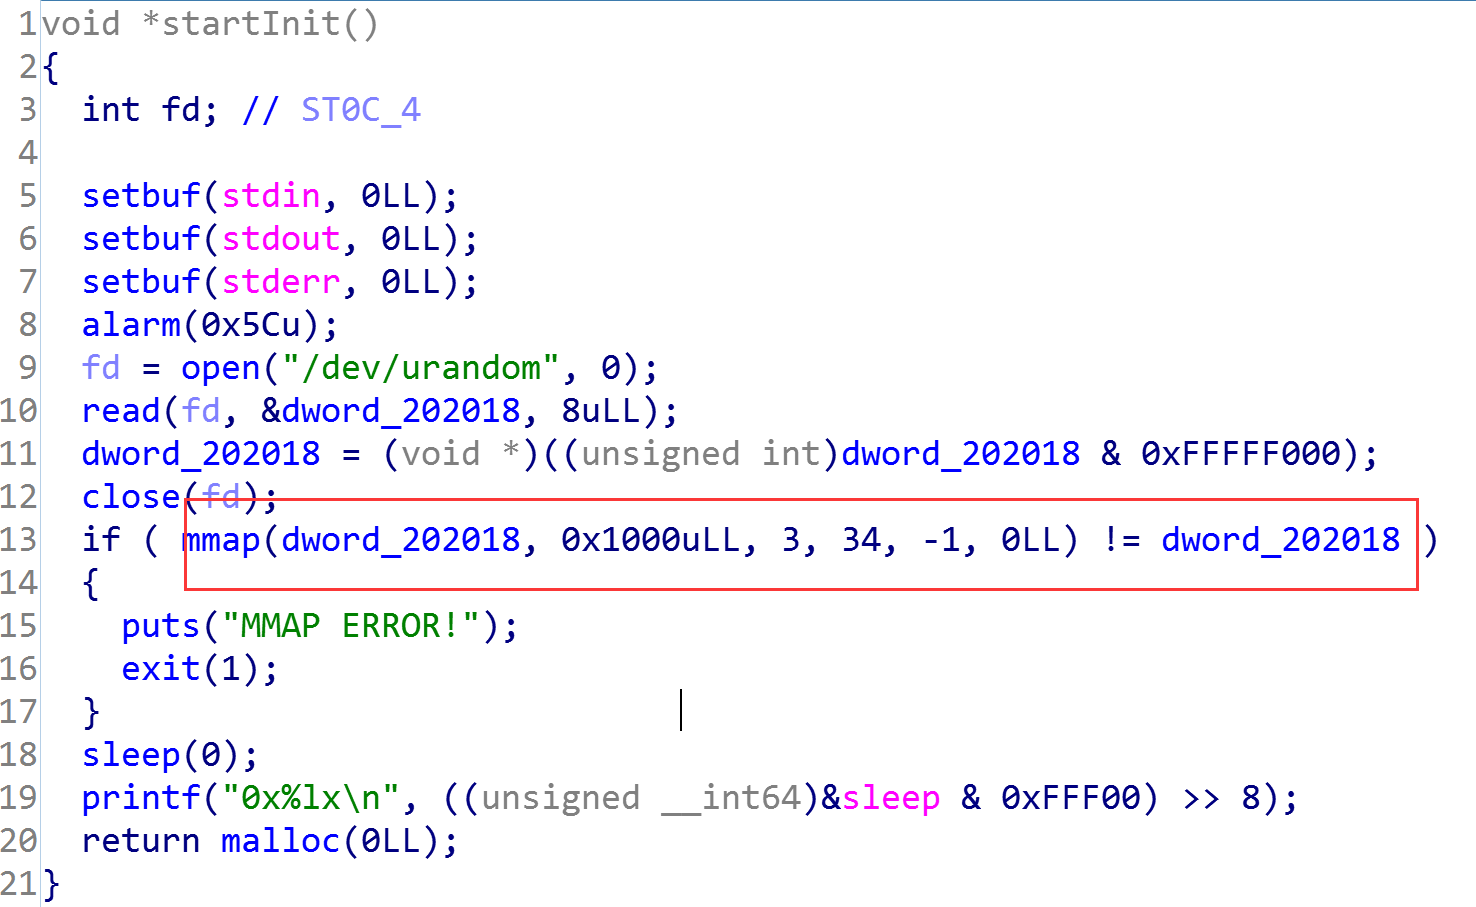 1 void *startInit()
2 {
3   int fd; // ST0C_4
4
5   setbuf(stdin, 0LL);
6   setbuf(stdout, 0LL);
7   setbuf(stderr, 0LL);
8   alarm(0x5Cu);
9   fd = open("/dev/urandom", 0);
10   read(fd, &dword_202018, 8uLL);
11   dword_202018 = (void *)((unsigned int)dword_202018 & 0xFFFFF000);
12   close(fd);
13   if ( mmap(dword_202018, 0x1000uLL, 3, 34, -1, 0LL) != dword_202018 )
14   {
15     puts("MMAP ERROR!");
16     exit(1);
17   }
18   sleep(0);
19   printf("0x%lx\n", ((unsigned __int64)&sleep & 0xFFF00) >> 8);
20   return malloc(0LL);
21 }